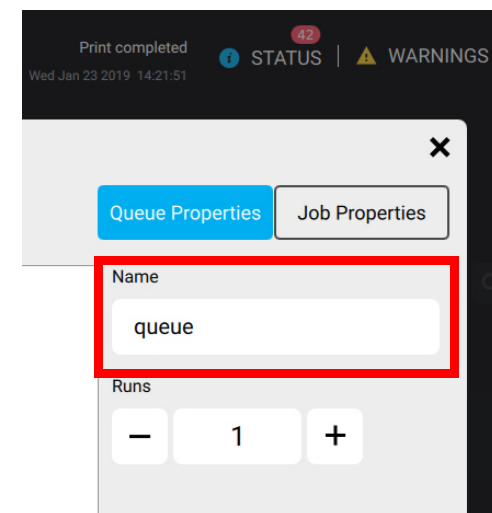 Print completed
Wed Jan 23 2019 14:21:51
42
STATUS | WARNINGS
Queue Properties
Job Properties
Name
queue
Runs
1